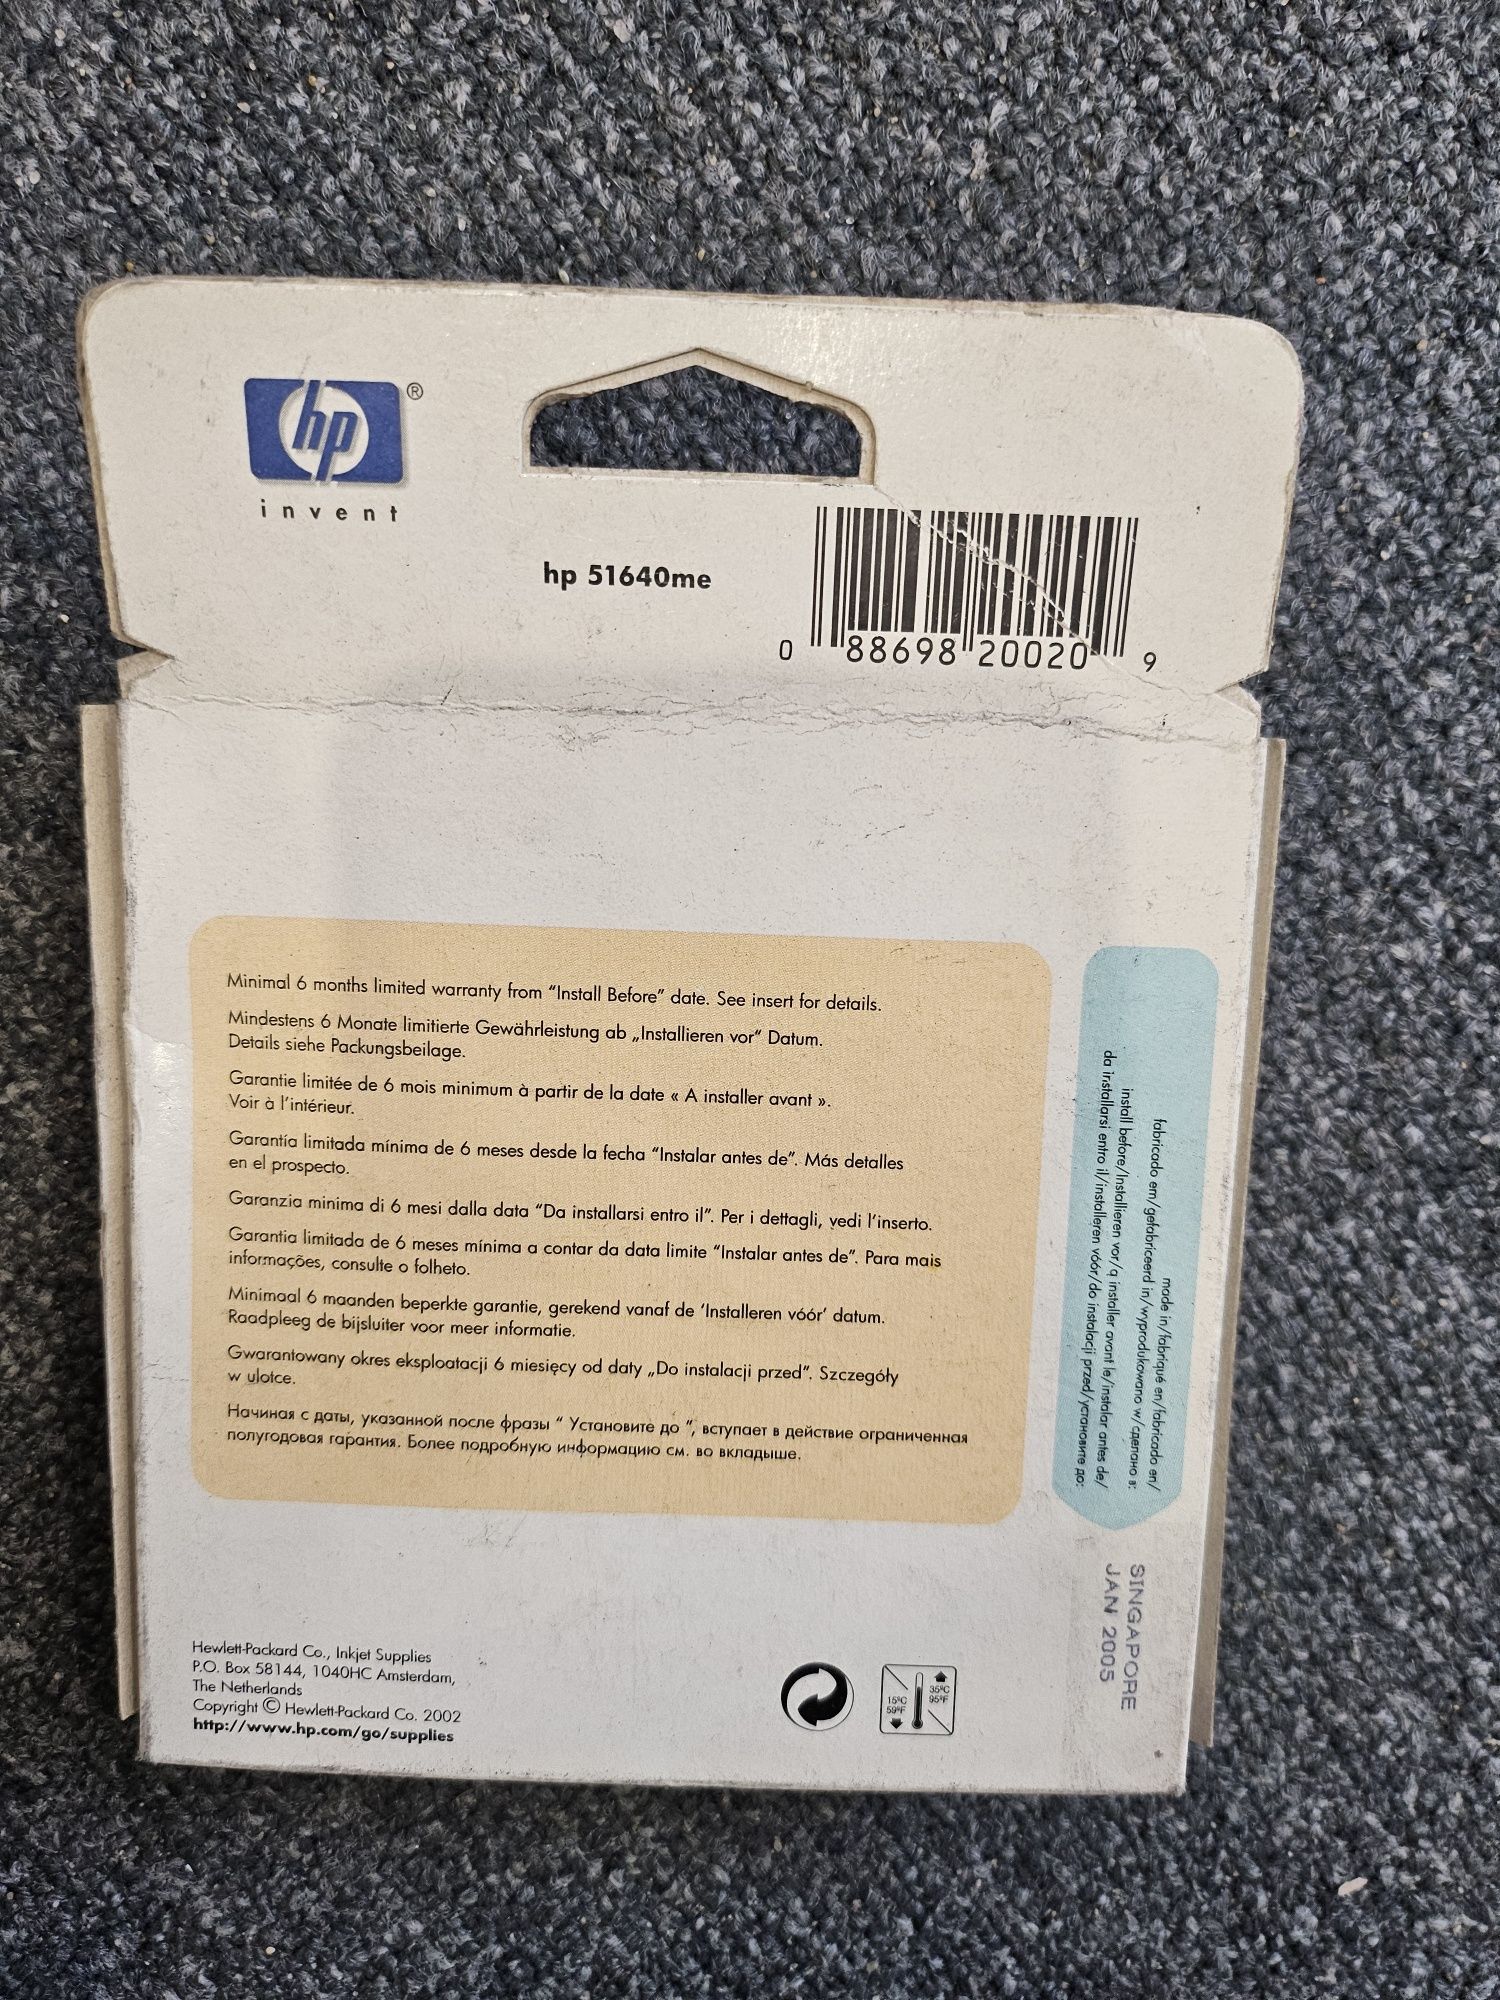 hp®
invent
hp 51640me
0 88698 20020 9
Minimal 6 months limited warranty from “Install Before” date. See insert for details.
Mindestens 6 Monate limitierte Gewährleistung ab „Installieren vor” Datum.
Details siehe Packungsbeilage.
Garantie limitée de 6 mois minimum à partir de la date « A installer avant ».
Voir à l’intérieur.
Garantía limitada mínima de 6 meses desde la fecha “Instalar antes de”. Más detalles
en el prospecto.
Garanzia minima di 6 mesi dalla data “Da installarsi entro il”. Per i dettagli, vedi l’inserto.
Garantia limitada de 6 meses mínima a contar da data limite “Instalar antes de”. Para mais
informações, consulte o folheto.
Minimaal 6 maanden beperkte garantie, gerekend vanaf de ‘Installeren vóór’ datum.
Raadpleeg de bijsluiter voor meer informatie.
Gwarantowany okres eksploatacji 6 miesięcy od daty „Do instalacji przed”. Szczegóły
w ulotce.
Начиная с даты, указанной после фразы “ Установите до ”, вступает в действие ограниченная
полугодовая гарантия. Более подробную информацию см. во вкладыше.
made in/fabriqué en/fabricado en/
fabricado em/gefabriceerd in/wyprodukowano w/сделано в:
install before/Installieren vor/q installer avant le/instalar antes de/
da installarsi entro il/installeren vóór/do instalacji przed/установите до:
SINGAPORE
JAN 2005
Hewlett-Packard Co., Inkjet Supplies
P.O. Box 58144, 1040HC Amsterdam,
The Netherlands
Copyright © Hewlett-Packard Co. 2002
http://www.hp.com/go/supplies
15°C
59°F
35°C
95°F